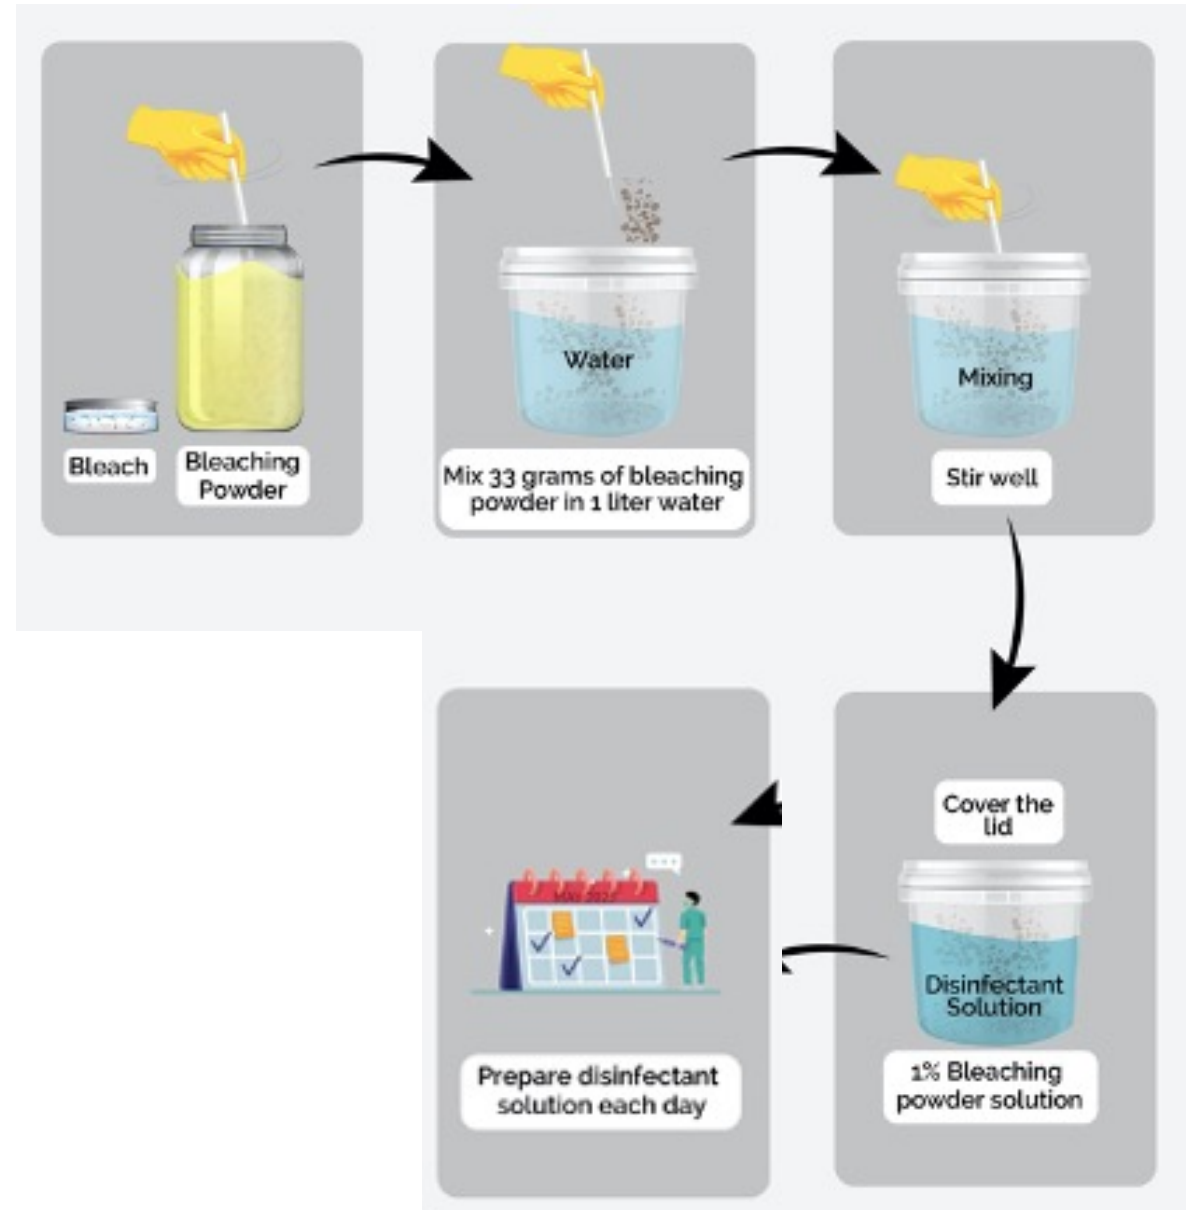 Bleach
Bleaching
Powder
Water
Mix 33 grams of bleaching
powder in 1 liter water
Mixing
Stir well
Cover the
lid
Disinfectant
Solution
1% Bleaching
powder solution
Prepare disinfectant
solution each day